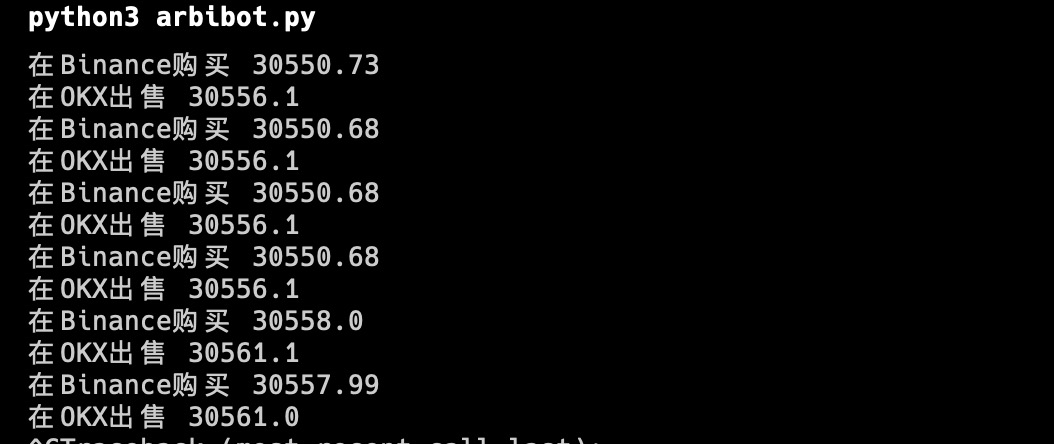 python3 arbibot.py
在Binance购买 30550.73
在OKX出售 30556.1
在Binance购买 30550.68
在OKX出售 30556.1
在Binance购买 30550.68
在OKX出售 30556.1
在Binance购买 30550.68
在OKX出售 30556.1
在Binance购买 30558.0
在OKX出售 30561.1
在Binance购买 30557.99
在OKX出售 30561.0
^CTraceback (most recent call last):